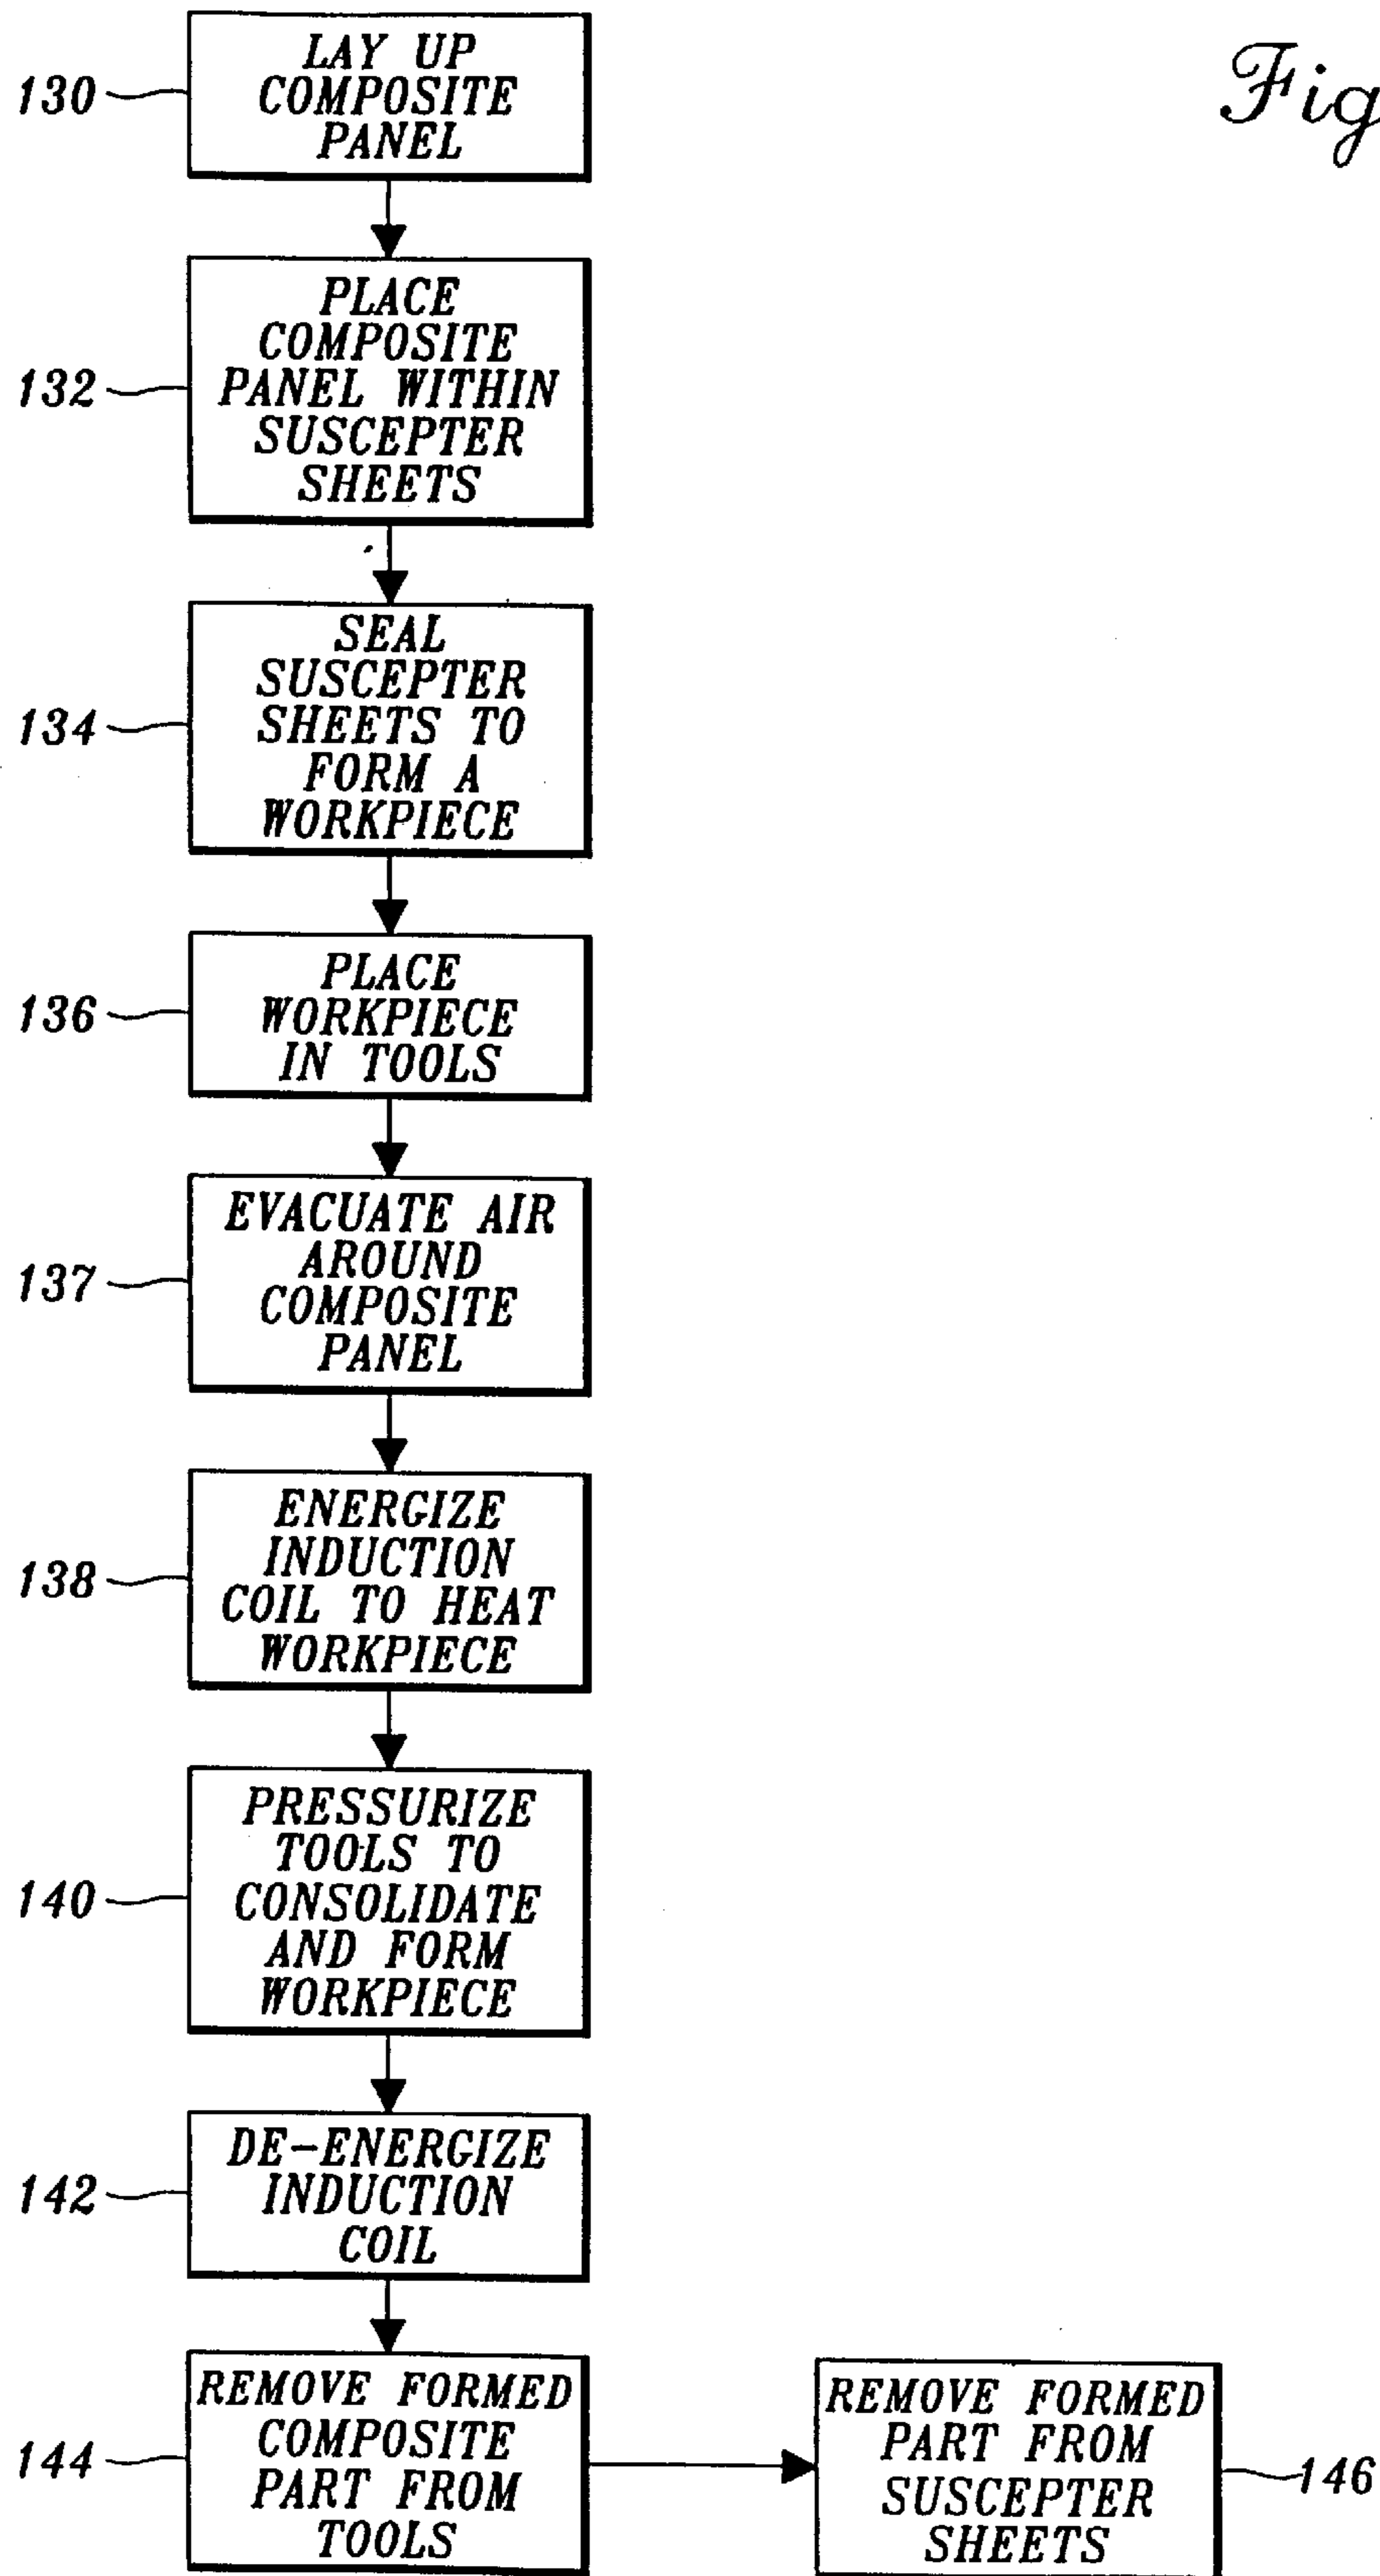 Fig
130
LAY UP
COMPOSITE
PANEL
132
PLACE
COMPOSITE
PANEL WITHIN
SUSCEPTER
SHEETS
134
SEAL
SUSCEPTER
SHEETS TO
FORM A
WORKPIECE
136
PLACE
WORKPIECE
IN TOOLS
137
EVACUATE AIR
AROUND
COMPOSITE
PANEL
138
ENERGIZE
INDUCTION
COIL TO HEAT
WORKPIECE
140
PRESSURIZE
TOOLS TO
CONSOLIDATE
AND FORM
WORKPIECE
142
DE-ENERGIZE
INDUCTION
COIL
144
REMOVE FORMED
COMPOSITE
PART FROM
TOOLS
REMOVE FORMED
PART FROM
SUSCEPTER
SHEETS
146